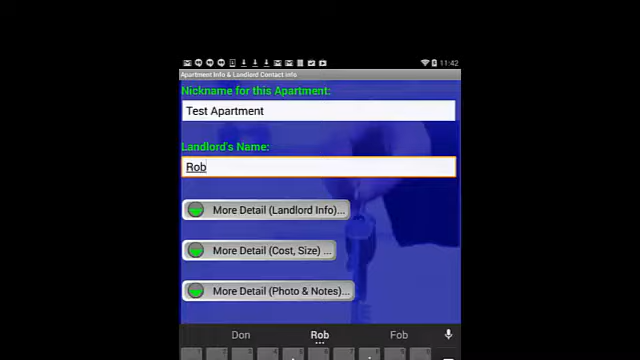 11:42
Apartment Info & Landlord Contact info
Nickname for this Apartment:
Test Apartment
Landlord's Name:
Rob
More Detail (Landlord Info)...
More Detail (Cost, Size) ...
More Detail (Photo & Notes)...
Don Rob Fob